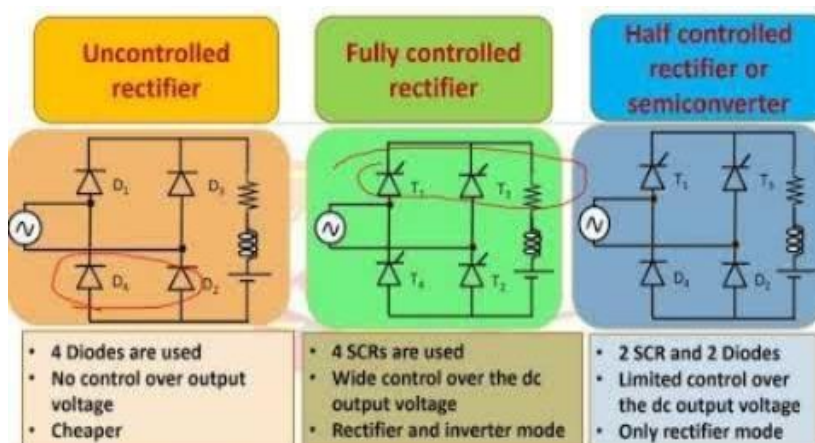 Uncontrolled
rectifier
Fully controlled
rectifier
Half controlled
rectifier or
semiconverter
D1
D3
D4
D2
T1
T3
T4
T2
T1
T3
D4
D2
• 4 Diodes are used
• No control over output
voltage
• Cheaper
• 4 SCRs are used
• Wide control over the dc
output voltage
• Rectifier and inverter mode
• 2 SCR and 2 Diodes
• Limited control over
the dc output voltage
• Only rectifier mode